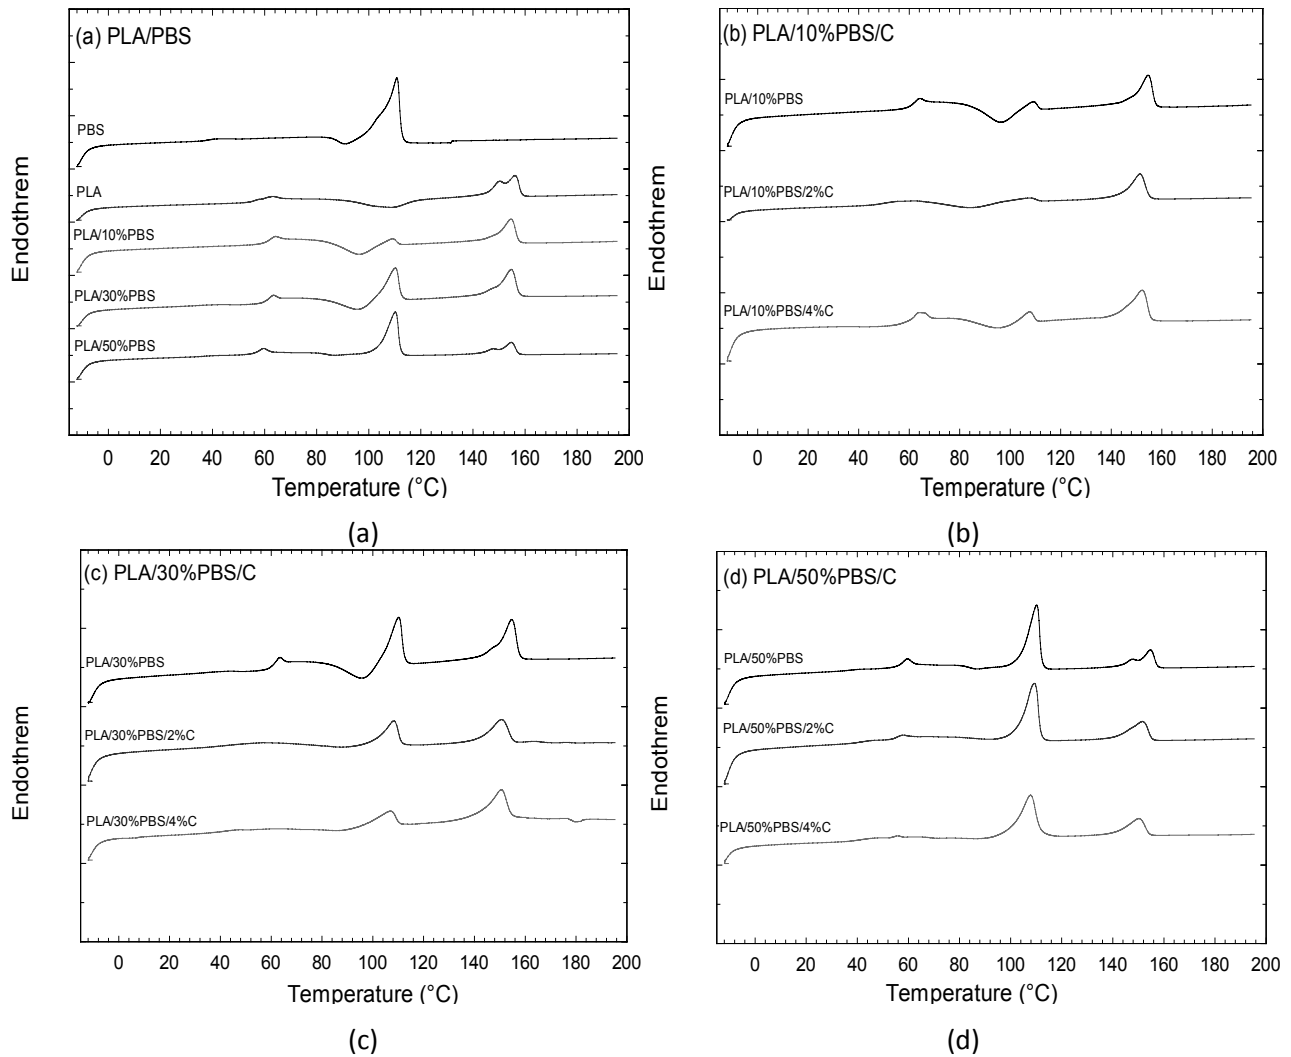 (a) PLA/PBS
PBS
PLA
PLA/10%PBS
PLA/30%PBS
PLA/50%PBS
Endothrem
0 20 40 60 80 100 120 140 160 180 200
Temperature (°C)
(a)
(b) PLA/10%PBS/C
PLA/10%PBS
PLA/10%PBS/2%C
PLA/10%PBS/4%C
Endothrem
0 20 40 60 80 100 120 140 160 180 200
Temperature (°C)
(b)
(c) PLA/30%PBS/C
PLA/30%PBS
PLA/30%PBS/2%C
PLA/30%PBS/4%C
Endothrem
0 20 40 60 80 100 120 140 160 180 200
Temperature (°C)
(c)
(d) PLA/50%PBS/C
PLA/50%PBS
PLA/50%PBS/2%C
PLA/50%PBS/4%C
Endothrem
0 20 40 60 80 100 120 140 160 180 200
Temperature (°C)
(d)